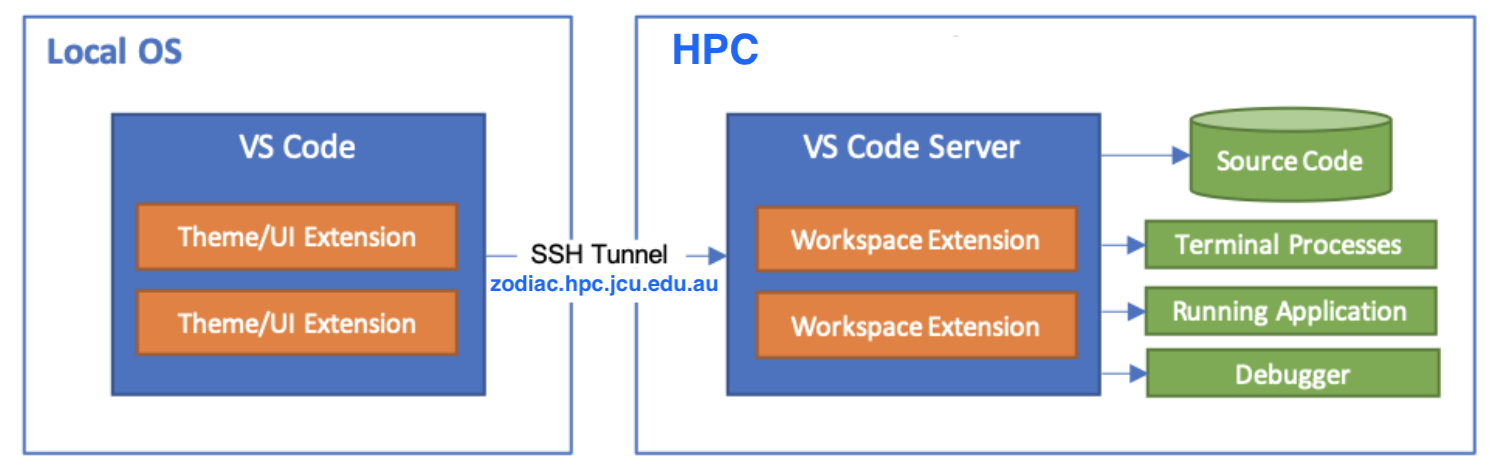 Local OS
VS Code
Theme/UI Extension
Theme/UI Extension
SSH Tunnel
zodiac.hpc.jcu.edu.au
HPC
VS Code Server
Workspace Extension
Workspace Extension
Source Code
Terminal Processes
Running Application
Debugger